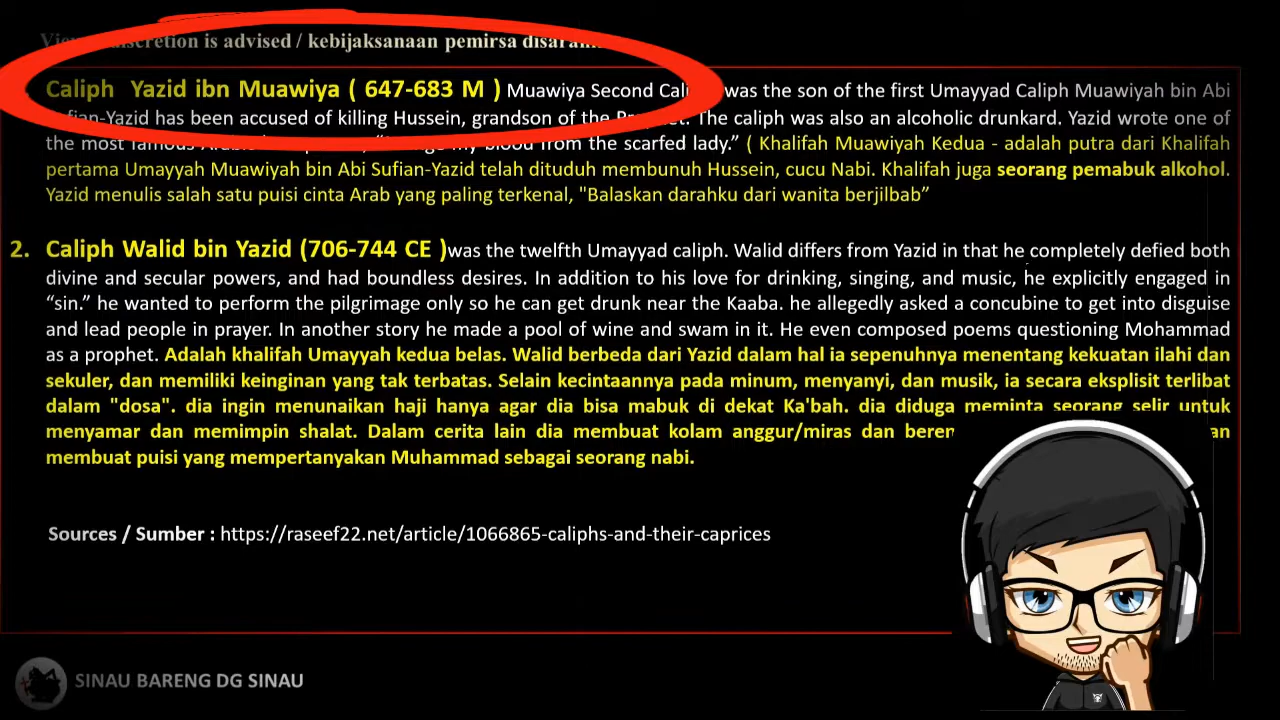 discretion is advised / kebijaksanaan pemirsa
Caliph Yazid ibn Muawiya ( 647-683 M ) Muawiya Second was the son of the first Umayyad Caliph Muawiyah bin Abi
-Yazid has been accused of killing Hussein, grandson of the The caliph was also an alcoholic drunkard. Yazid wrote one of
the most my blood from the scarfed lady.” ( Khalifah Muawiyah Kedua - adalah putra dari Khalifah
pertama Umayyah Muawiyah bin Abi Sufian-Yazid telah dituduh membunuh Hussein, cucu Nabi. Khalifah juga seorang pemabuk alkohol.
Yazid menulis salah satu puisi cinta Arab yang paling terkenal, "Balaskan darahku dari wanita berjilbab”
2. Caliph Walid bin Yazid (706-744 CE )was the twelfth Umayyad caliph. Walid differs from Yazid in that he completely defied both
divine and secular powers, and had boundless desires. In addition to his love for drinking, singing, and music, he explicitly engaged in
“sin.” he wanted to perform the pilgrimage only so he can get drunk near the Kaaba. he allegedly asked a concubine to get into disguise
and lead people in prayer. In another story he made a pool of wine and swam in it. He even composed poems questioning Mohammad
as a prophet. Adalah khalifah Umayyah kedua belas. Walid berbeda dari Yazid dalam hal ia sepenuhnya menentang kekuatan ilahi dan
sekuler, dan memiliki keinginan yang tak terbatas. Selain kecintaannya pada minum, menyanyi, dan musik, ia secara eksplisit terlibat
dalam "dosa". dia ingin menunaikan haji hanya agar dia bisa mabuk di dekat Ka'bah. dia diduga meminta seorang selir untuk
menyamar dan memimpin shalat. Dalam cerita lain dia membuat kolam anggur/miras dan
membuat puisi yang mempertanyakan Muhammad sebagai seorang nabi.
Sources / Sumber : https://raseef22.net/article/1066865-caliphs-and-their-caprices
SINAU BARENG DG SINAU